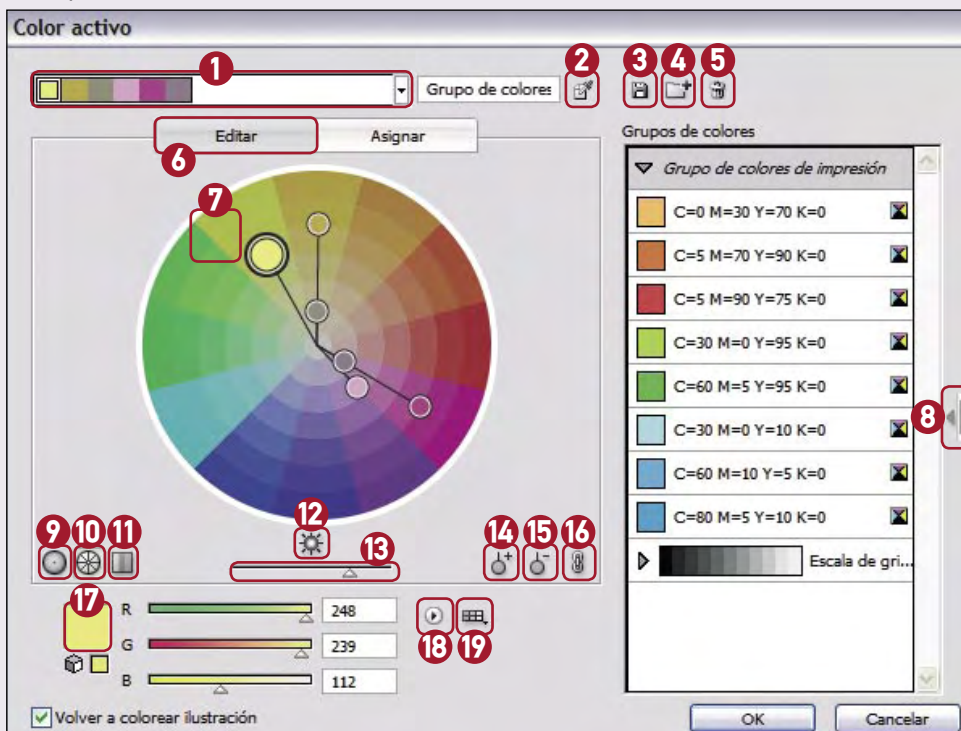 Color activo
1
2
3
4
5
Grupo de colores
Editar
Asignar
Grupos de colores
6
7
Grupo de colores de impresión
C=0 M=30 Y=70 K=0
C=5 M=70 Y=90 K=0
C=5 M=90 Y=75 K=0
C=30 M=0 Y=95 K=0
C=60 M=5 Y=95 K=0
8
C=30 M=0 Y=10 K=0
C=60 M=10 Y=5 K=0
C=80 M=5 Y=10 K=0
Escala de gri...
9
10
11
12
13
14
15
16
17
R
248
G
239
B
112
18
19
Volver a colorear ilustración
OK
Cancelar